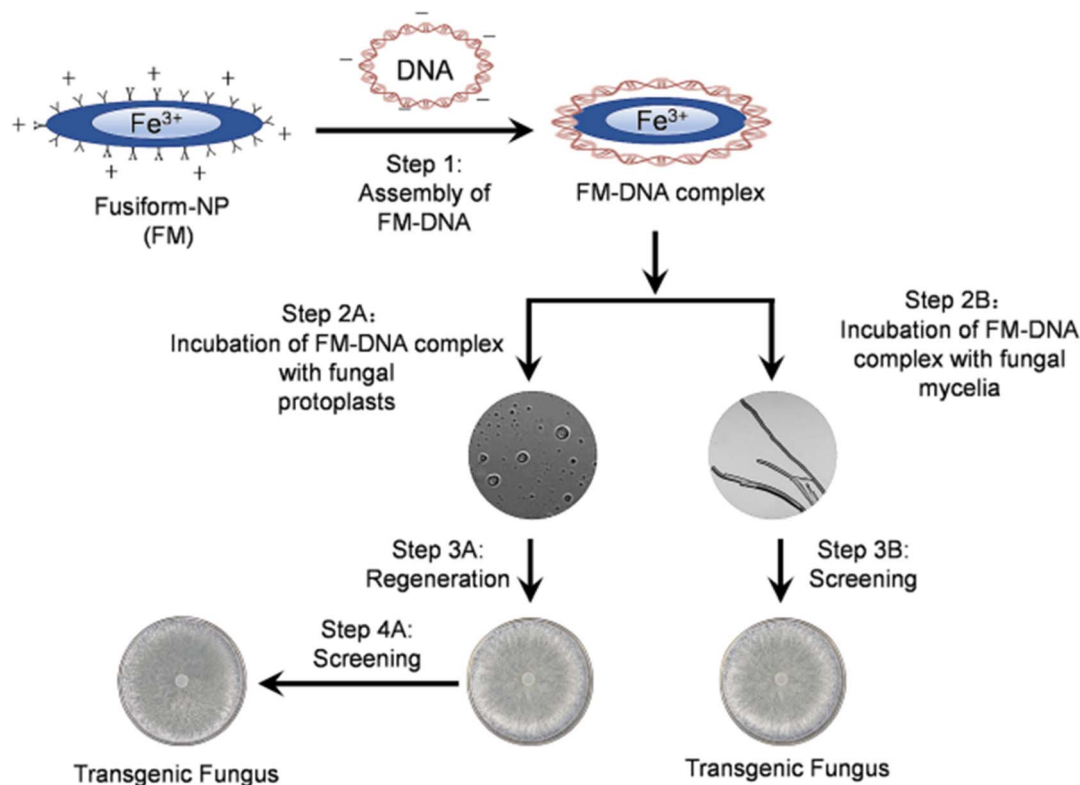 DNA
Fe3+
Fe3+
Fusiform-NP
(FM)
Step 1:
Assembly of
FM-DNA
FM-DNA complex
Step 2A:
Incubation of FM-DNA complex
with fungal
protoplasts
Step 2B:
Incubation of FM-DNA
complex with fungal
mycelia
Step 3A:
Regeneration
Step 3B:
Screening
Step 4A:
Screening
Transgenic Fungus
Transgenic Fungus